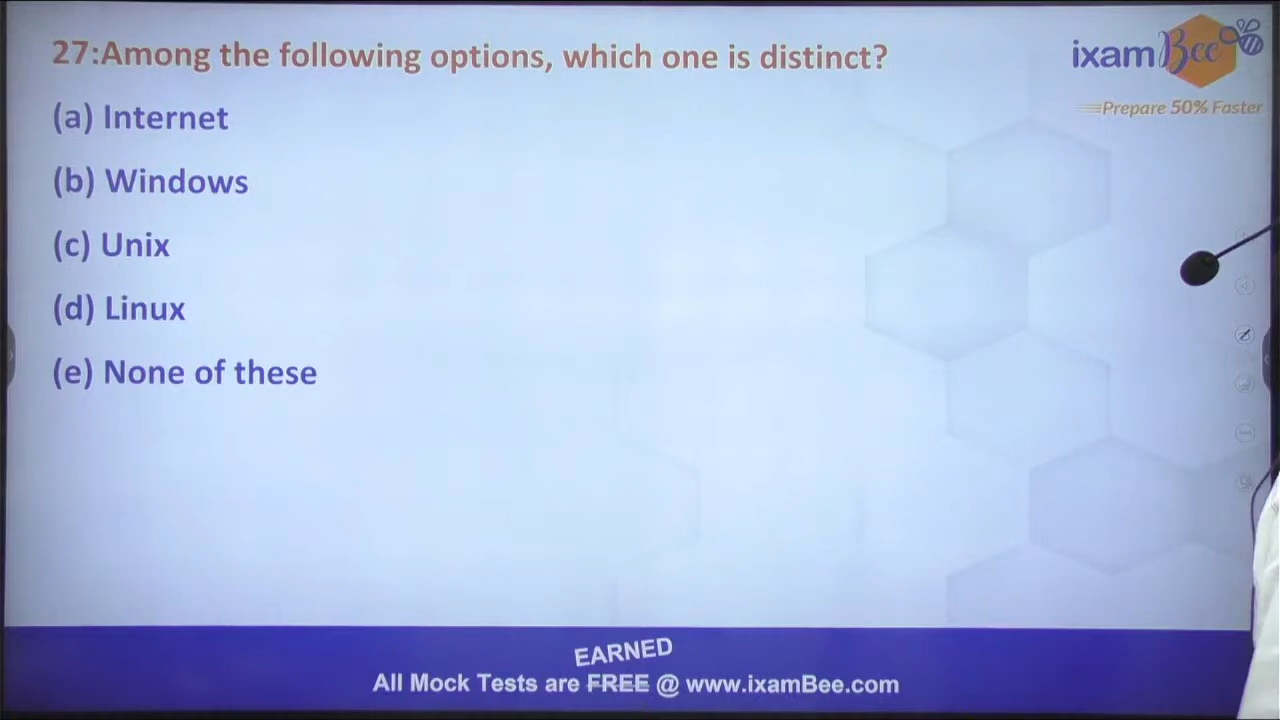 27:Among the following options, which one is distinct?
ixamBee
Prepare 50% Faster
(a) Internet
(b) Windows
(c) Unix
(d) Linux
(e) None of these
EARNED
All Mock Tests are FREE @ www.ixamBee.com